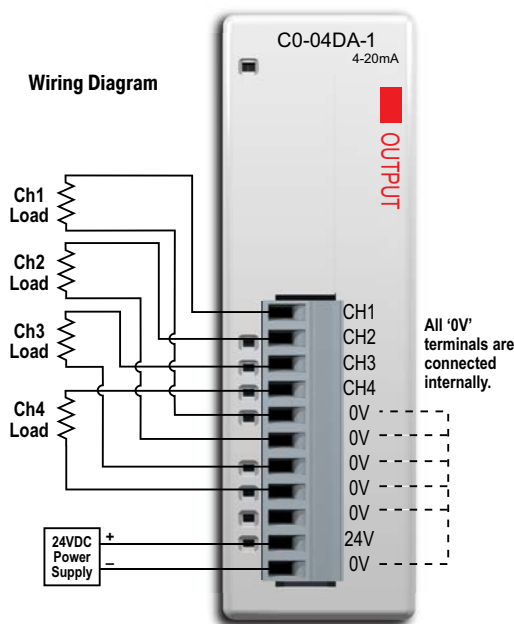 C0-04DA-1
4-20mA
OUTPUT
Wiring Diagram
Ch1
Load
Ch2
Load
Ch3
Load
Ch4
Load
24VDC
Power
Supply
+
–
CH1
CH2
CH3
CH4
0V
0V
0V
0V
0V
24V
0V
All ‘0V’
terminals are
connected
internally.